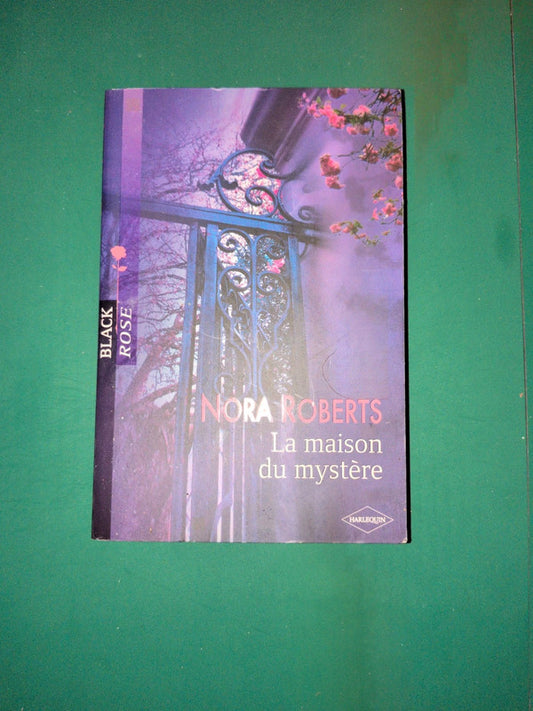 BLACK
ROSE
NORA ROBERTS
La maison
du mystère
HARLEQUIN